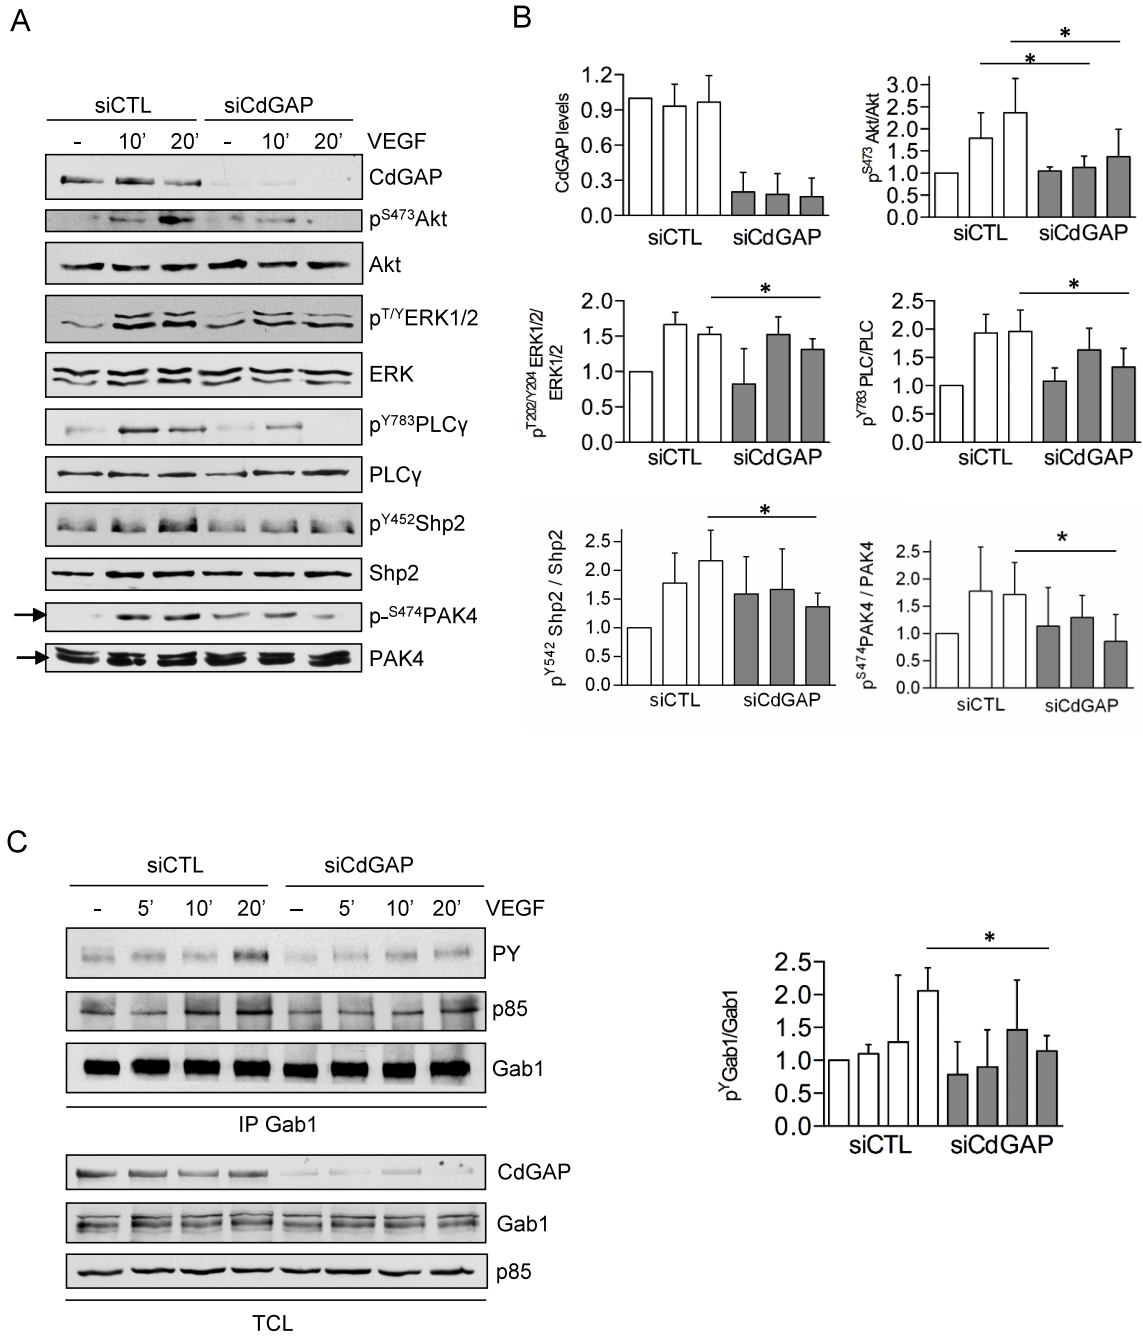 A
siCTL siCdGAP
- 10' 20' - 10' 20' VEGF
CdGAP
pS473Akt
Akt
pT/YERK1/2
ERK
pY783PLCγ
PLCγ
pY452Shp2
Shp2
p-S474PAK4
PAK4
B
CdGAP levels
1.2
0.9
0.6
0.3
0.0
siCTL siCdGAP
*
*
pS473Akt/Akt
3.0
2.5
2.0
1.5
1.0
0.5
0.0
siCTL siCdGAP
*
pT202/Y204 ERK1/2/
ERK1/2
2.0
1.5
1.0
0.5
0.0
siCTL siCdGAP
*
pY783 PLC/PLC
2.5
2.0
1.5
1.0
0.5
0.0
siCTL siCdGAP
*
pY542 Shp2 / Shp2
2.5
2.0
1.5
1.0
0.5
0.0
siCTL siCdGAP
*
pS474PAK4 / PAK4
2.5
2.0
1.5
1.0
0.5
0.0
siCTL siCdGAP
C
siCTL siCdGAP
- 5' 10' 20' – 5' 10' 20' VEGF
PY
p85
Gab1
IP Gab1
CdGAP
Gab1
p85
TCL
*
pYGab1/Gab1
2.5
2.0
1.5
1.0
0.5
0.0
siCTL siCdGAP